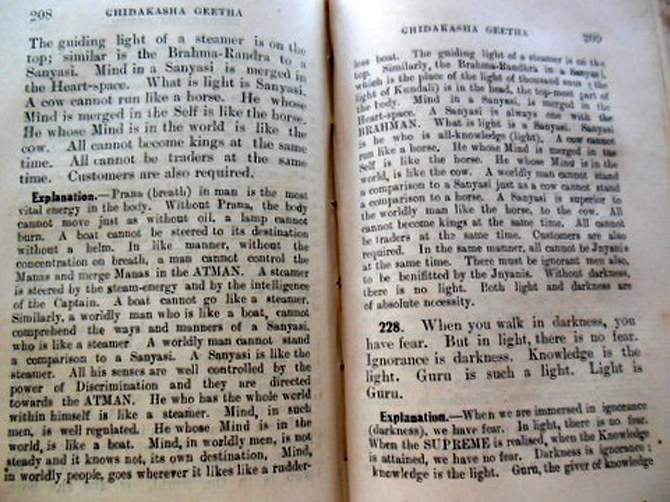 208 CHIDAKASHA GEETHA
The guiding light of a steamer is on the
top; similar is the Brahma-Randra to a
Sanyasi. Mind in a Sanyasi is merged in
the Heart-space. What is light is Sanyasi.
A cow cannot run like a horse. He whose
Mind is merged in the Self is like the horse.
He whose Mind is in the world is like the
cow. All cannot become kings at the same
time. All cannot be traders at the same
time. Customers are also required.
Explanation.—Prana (breath) in man is the most
vital energy in the body. Without Prana, the body
cannot move just as without oil, a lamp cannot
burn. A boat cannot be steered to its destination
without a helm. In like manner, without the
concentration on breath, a man cannot control the
Manas and merge Manas in the ATMAN. A steamer
is steered by the steam-energy and by the intelligence
of the Captain. A boat cannot go like a steamer.
Similarly, a worldly man who is like a boat, cannot
comprehend the ways and manners of a Sanyasi,
who is like a steamer. A worldly man cannot stand
a comparison to a Sanyasi. A Sanyasi is like the
steamer. All his senses are well controlled by the
power of Discrimination and they are directed
towards the ATMAN. He who has the whole world
within himself is like a steamer. Mind, in such
men, is well regulated. He whose Mind is in the
world, is like a boat. Mind, in worldly men, is not
steady and it knows not, its own destination. Mind,
in worldly people, goes wherever it likes like a rudder-
CHIDAKASHA GEETHA 209
less boat. The guiding light of a steamer is on the
top. Similarly, the Brahma-Randhra in a Sanyasi,
which is the place of the light of thousand suns (the
light of Kundali) is in the head, the top-most part of
the body. Mind in a Sanyasi, is merged in the
Heart-space. A Sanyasi is always one with the
BRAHMAN. What is light is a Sanyasi. Sanyasi
is he who is all-knowledge (light). A cow cannot
run like a horse. He whose Mind is merged in the
Self is like the horse. He whose Mind is in the
world, is like the cow. A worldly man cannot stand
a comparison to a Sanyasi just as a cow cannot stand
a comparison to a horse. A Sanyasi is superior to
the worldly man like the horse, to the cow. All
cannot become kings at the same time. All cannot
be traders at the same time. Customers are also
required. In the same manner, all cannot be Jnyanis
at the same time. There must be ignorant men also,
to be benifitted by the Jnyanis. Without darkness,
there is no light. Both light and darkness are
of absolute necessity.
228. When you walk in darkness, you
have fear. But in light, there is no fear.
Ignorance is darkness. Knowledge is the
light. Guru is such a light. Light is
Guru.
Explanation.—When we are immersed in ignorance
(darkness), we have fear. In light, there is no fear.
When the SUPREME is realised, when the Knowledge
is attained, we have no fear. Darkness is ignorance;
knowledge is the light. Guru, the giver of knowledge